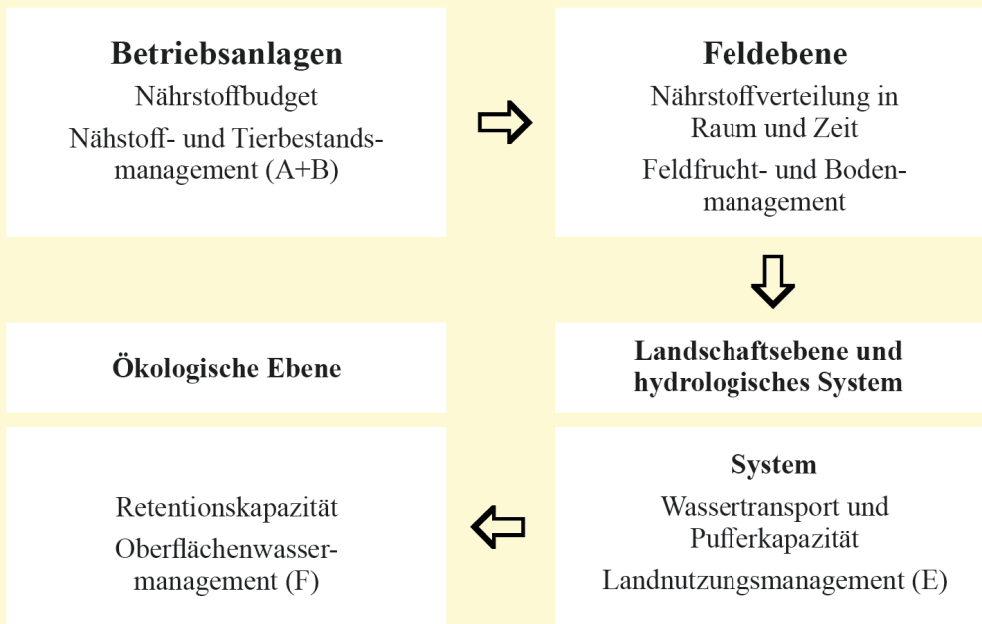 Betriebsanlagen
Nährstoffbudget
Nähstoff- und Tierbestands-
management (A+B)
Feldebene
Nährstoffverteilung in
Raum und Zeit
Feldfrucht- und Boden-
management
Landschaftsebene und
hydrologisches System
System
Wassertransport und
Pufferkapazität
Landnutzungsmanagement (E)
Ökologische Ebene
Retentionskapazität
Oberflächenwasser-
management (F)